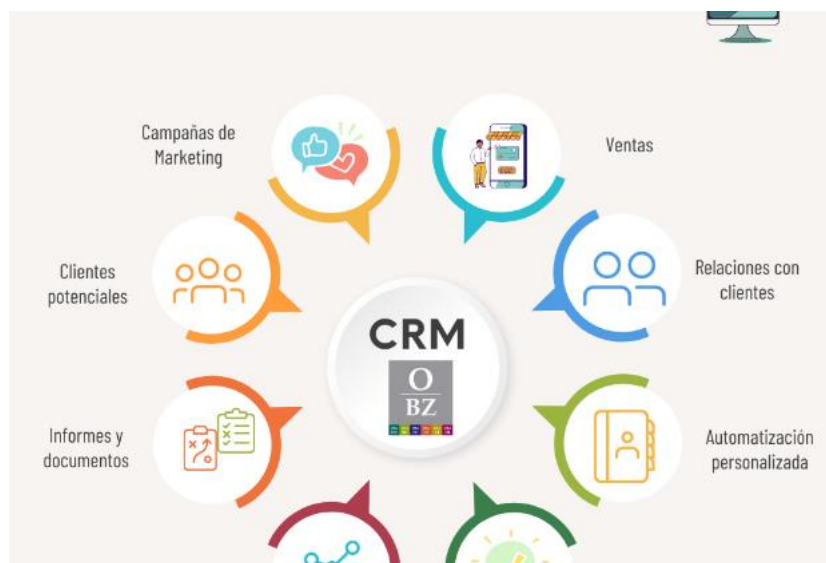 Campañas de
Marketing
Ventas
Clientes
potenciales
Relaciones con
clientes
CRM
O
BZ
Informes y
documentos
Automatización
personalizada